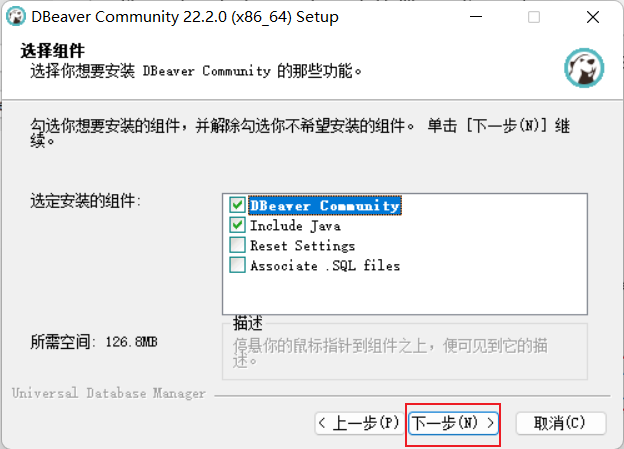 DBeaver Community 22.2.0 (x86_64) Setup
选择组件
选择你想要安装 DBeaver Community 的那些功能。
勾选你想要安装的组件，并解除勾选你不希望安装的组件。 单击 [下一步(N)] 继
续。
选定安装的组件:
DBeaver Community
Include Java
Reset Settings
Associate .SQL files
所需空间: 126.8MB
描述
停悬你的鼠标指针到组件之上，便可见到它的描
述。
Universal Database Manager
< 上一步(P)
下一步(N) >
取消(C)